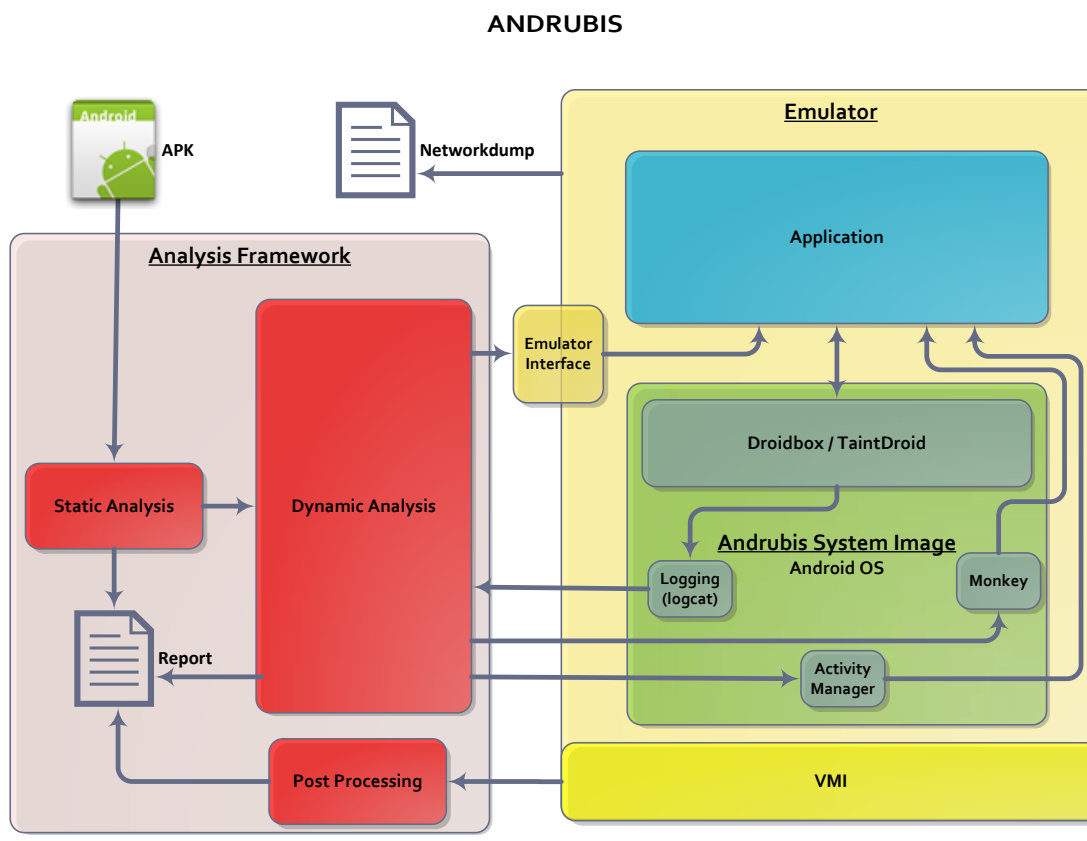 ANDRUBIS
Android
APK
Networkdump
Emulator
Application
Analysis Framework
Emulator
Interface
Droidbox / TaintDroid
Static Analysis
Dynamic Analysis
Andrubis System Image
Android OS
Logging
(logcat)
Monkey
Report
Activity
Manager
Post Processing
VMI